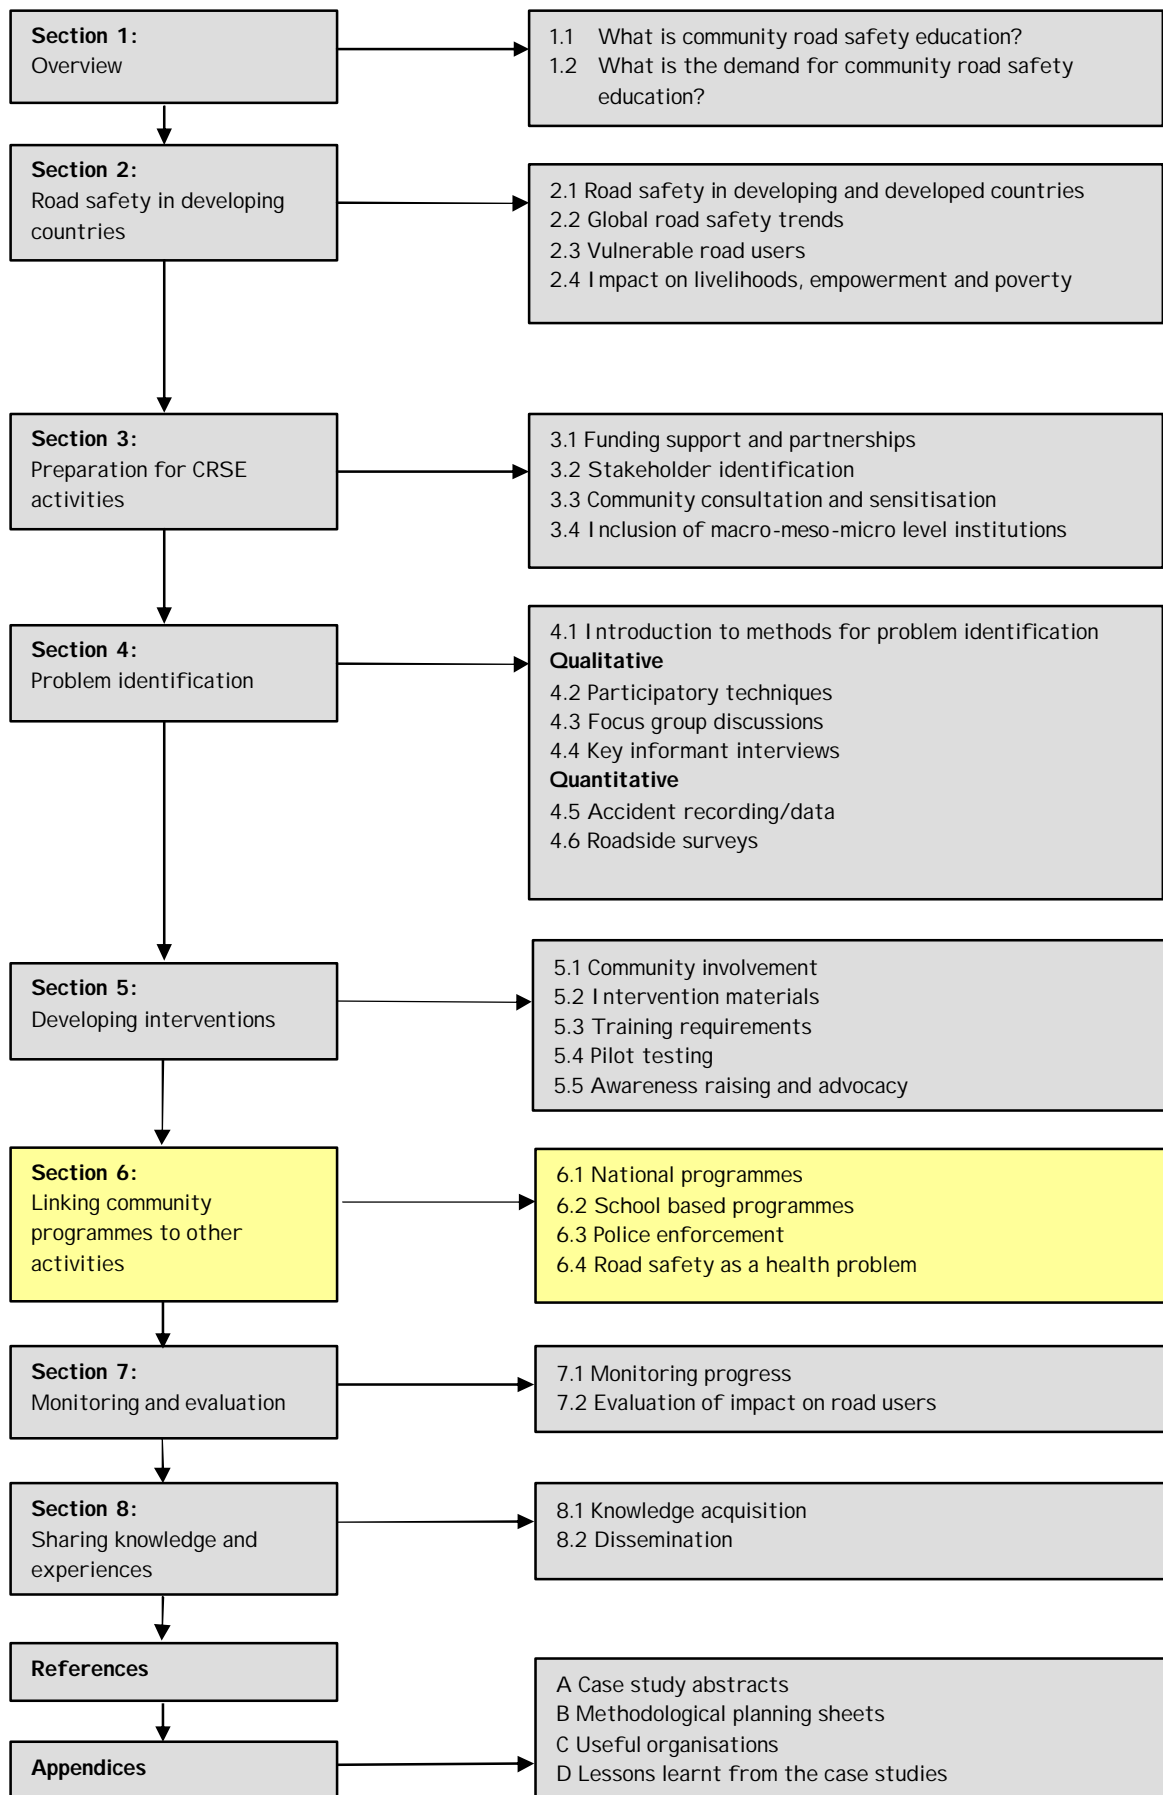 Section 1:
Overview
1.1 What is community road safety education?
1.2 What is the demand for community road safety
education?
Section 2:
Road safety in developing
countries
2.1 Road safety in developing and developed countries
2.2 Global road safety trends
2.3 Vulnerable road users
2.4 Impact on livelihoods, empowerment and poverty
Section 3:
Preparation for CRSE
activities
3.1 Funding support and partnerships
3.2 Stakeholder identification
3.3 Community consultation and sensitisation
3.4 Inclusion of macro-meso-micro level institutions
Section 4:
Problem identification
4.1 Introduction to methods for problem identification
Qualitative
4.2 Participatory techniques
4.3 Focus group discussions
4.4 Key informant interviews
Quantitative
4.5 Accident recording/data
4.6 Roadside surveys
Section 5:
Developing interventions
5.1 Community involvement
5.2 Intervention materials
5.3 Training requirements
5.4 Pilot testing
5.5 Awareness raising and advocacy
Section 6:
Linking community
programmes to other
activities
6.1 National programmes
6.2 School based programmes
6.3 Police enforcement
6.4 Road safety as a health problem
Section 7:
Monitoring and evaluation
7.1 Monitoring progress
7.2 Evaluation of impact on road users
Section 8:
Sharing knowledge and
experiences
8.1 Knowledge acquisition
8.2 Dissemination
References
Appendices
A Case study abstracts
B Methodological planning sheets
C Useful organisations
D Lessons learnt from the case studies